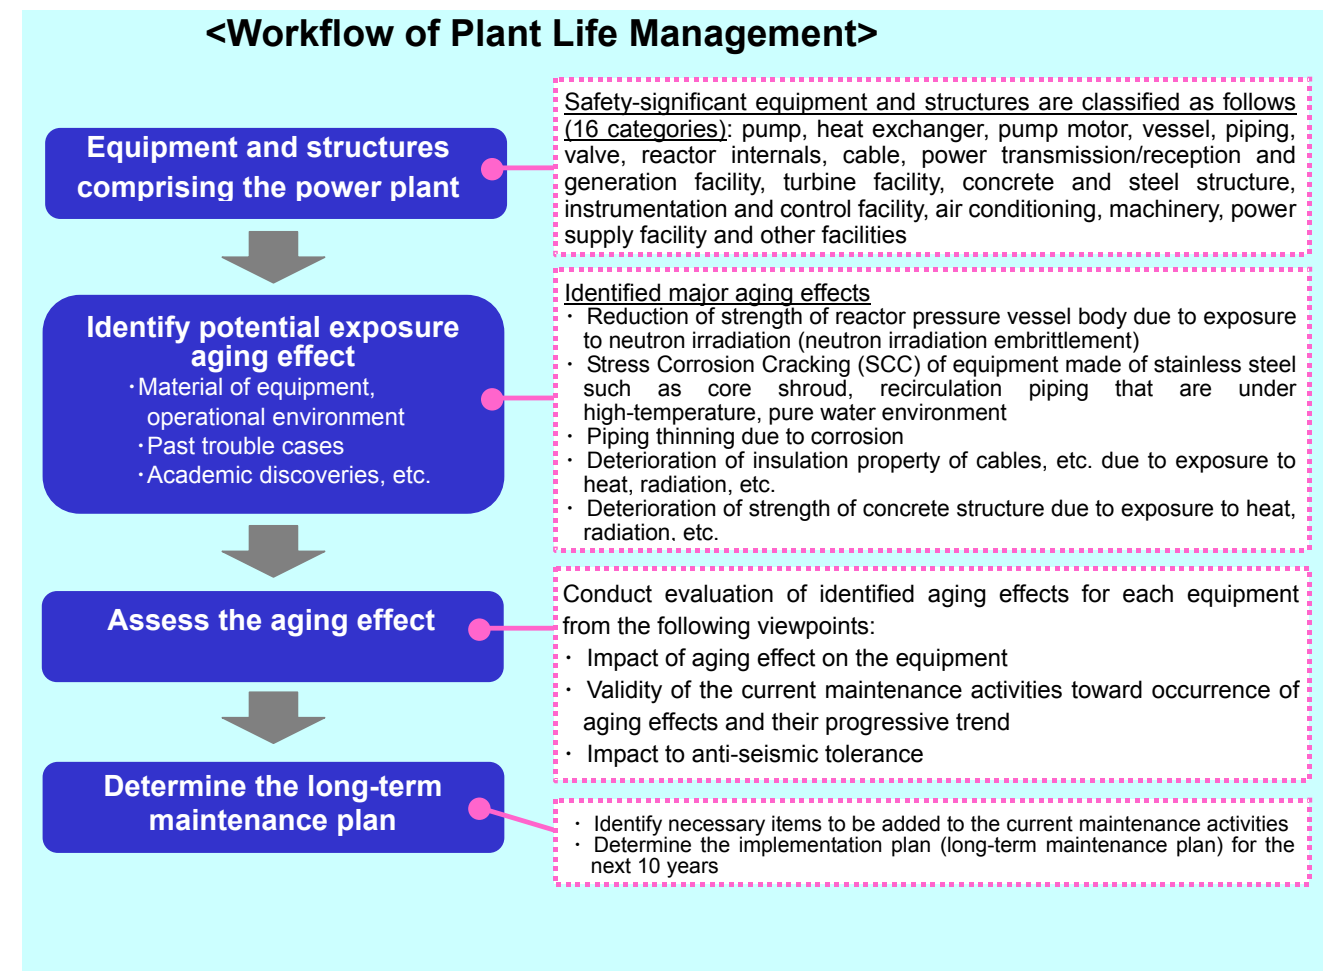 <Workflow of Plant Life Management>
Equipment and structures
comprising the power plant
Safety-significant equipment and structures are classified as follows
(16 categories): pump, heat exchanger, pump motor, vessel, piping,
valve, reactor internals, cable, power transmission/reception and
generation facility, turbine facility, concrete and steel structure,
instrumentation and control facility, air conditioning, machinery, power
supply facility and other facilities
Identify potential exposure
aging effect
・Material of equipment,
operational environment
・Past trouble cases
・Academic discoveries, etc.
Identified major aging effects
・ Reduction of strength of reactor pressure vessel body due to exposure
to neutron irradiation (neutron irradiation embrittlement)
・ Stress Corrosion Cracking (SCC) of equipment made of stainless steel
such as core shroud, recirculation piping that are under
high-temperature, pure water environment
・ Piping thinning due to corrosion
・ Deterioration of insulation property of cables, etc. due to exposure to
heat, radiation, etc.
・ Deterioration of strength of concrete structure due to exposure to heat,
radiation, etc.
Assess the aging effect
Conduct evaluation of identified aging effects for each equipment
from the following viewpoints:
・ Impact of aging effect on the equipment
・ Validity of the current maintenance activities toward occurrence of
aging effects and their progressive trend
・ Impact to anti-seismic tolerance
Determine the long-term
maintenance plan
・ Identify necessary items to be added to the current maintenance activities
・ Determine the implementation plan (long-term maintenance plan) for the
next 10 years